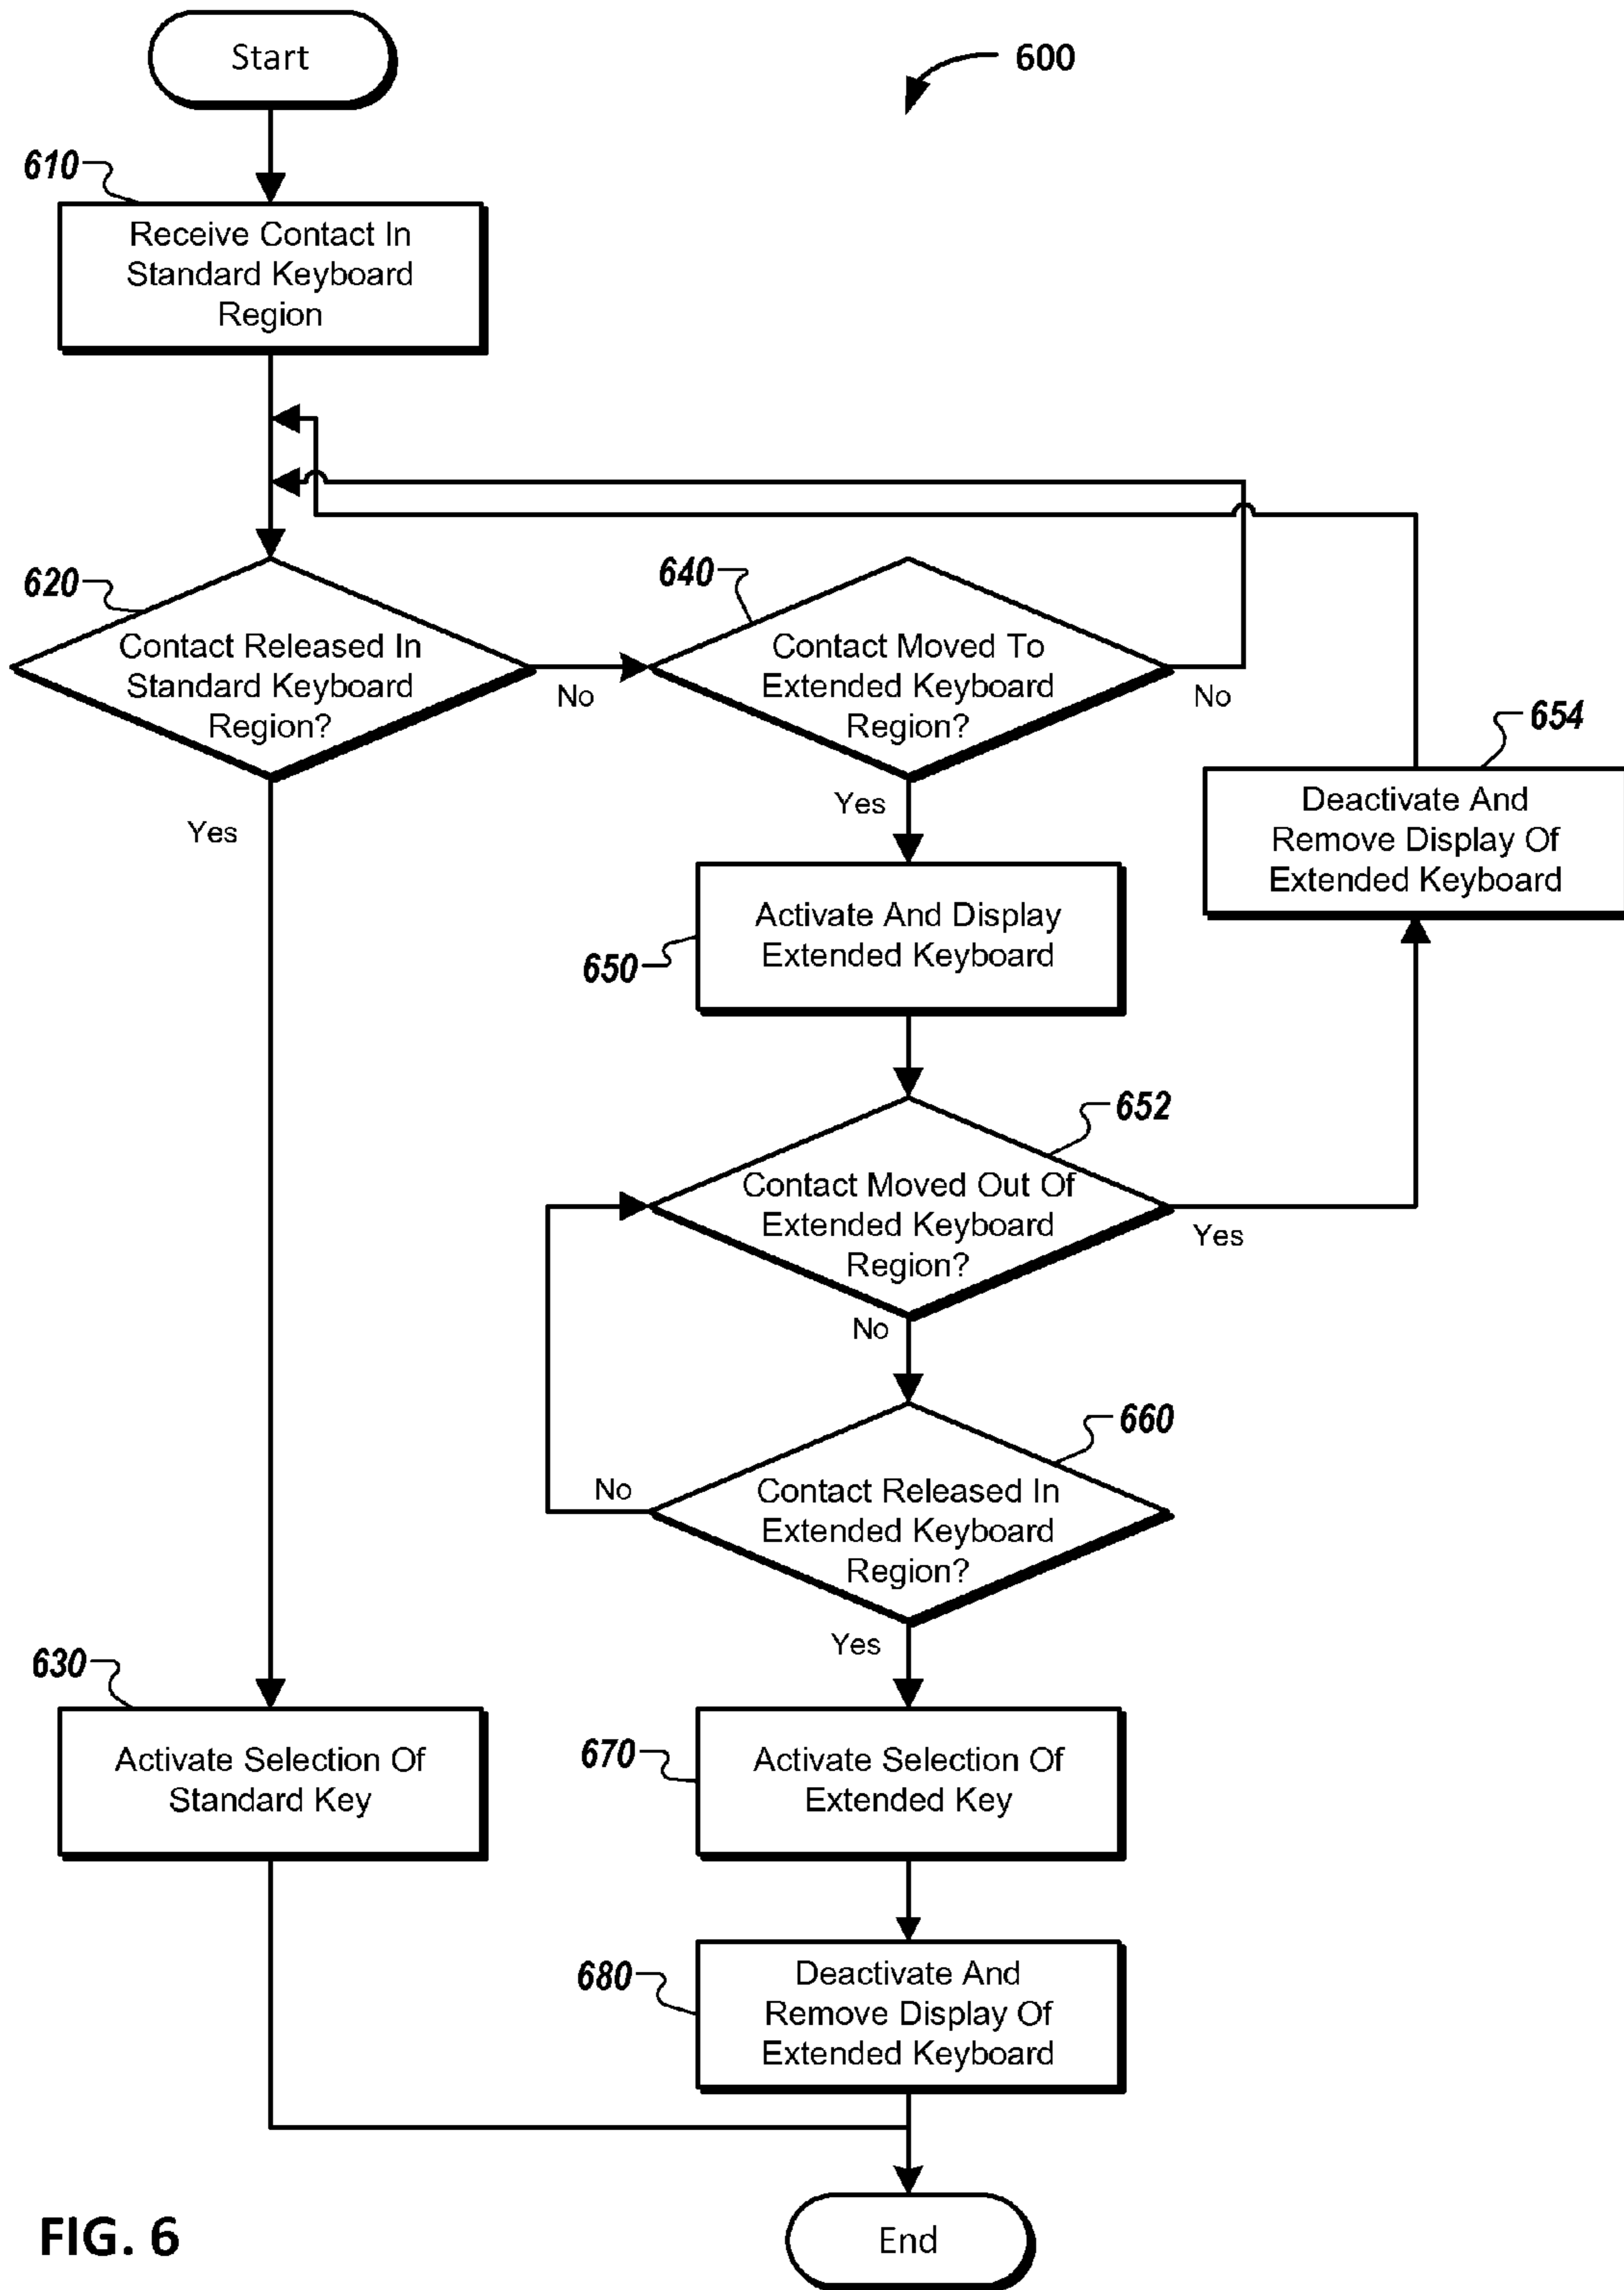 Start
600
610
Receive Contact In
Standard Keyboard
Region
620
Contact Released In
Standard Keyboard
Region?
No
Yes
640
Contact Moved To
Extended Keyboard
Region?
No
Yes
654
Deactivate And
Remove Display Of
Extended Keyboard
650
Activate And Display
Extended Keyboard
652
Contact Moved Out Of
Extended Keyboard
Region?
Yes
No
660
Contact Released In
Extended Keyboard
Region?
No
Yes
630
Activate Selection Of
Standard Key
670
Activate Selection Of
Extended Key
680
Deactivate And
Remove Display Of
Extended Keyboard
End
FIG. 6